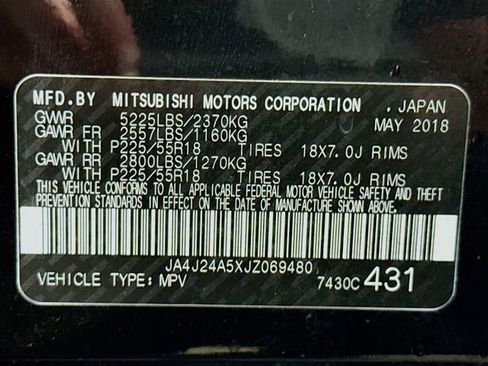 MFD.BY MITSUBISHI MOTORS CORPORATION . JAPAN
GVWR 5225LBS/2370KG MAY 2018
GAWR FR 2557LBS/1160KG
WITH P225/55R18 TIRES 18X7.0J RIMS
GAWR RR 2800LBS/1270KG
WITH P225/55R18 TIRES 18X7.0J RIMS
THIS VEHICLE CONFORMS TO ALL APPLICABLE FEDERAL MOTOR VEHICLE SAFETY AND THEFT
PREVENTION STANDARDS IN EFFECT ON THE DATE OF MANUFACTURE SHOWN ABOVE.
JA4J24A5XJZ069480
VEHICLE TYPE: MPV 7430C 431